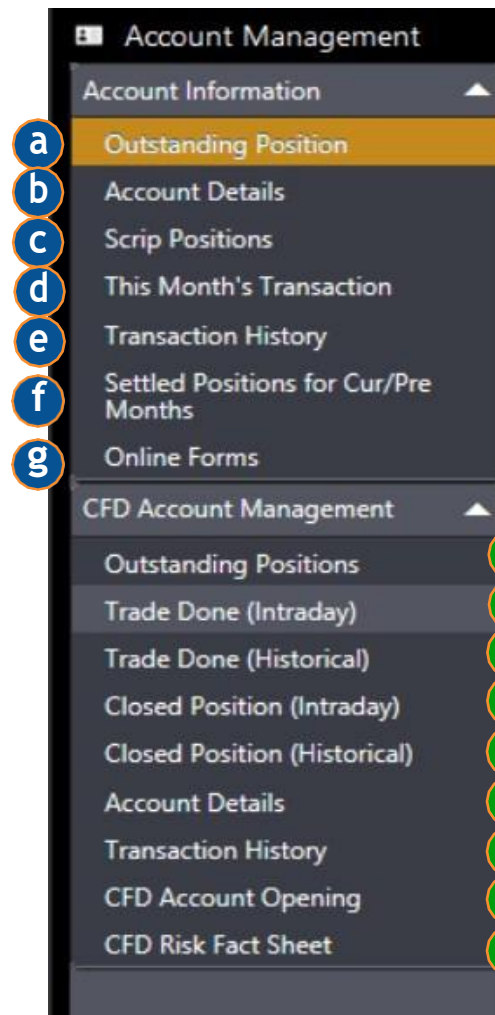 Account Management
Account Information
a Outstanding Position
b Account Details
c Scrip Positions
d This Month's Transaction
e Transaction History
f Settled Positions for Cur/Pre
Months
g Online Forms
CFD Account Management
Outstanding Positions
Trade Done (Intraday)
Trade Done (Historical)
Closed Position (Intraday)
Closed Position (Historical)
Account Details
Transaction History
CFD Account Opening
CFD Risk Fact Sheet